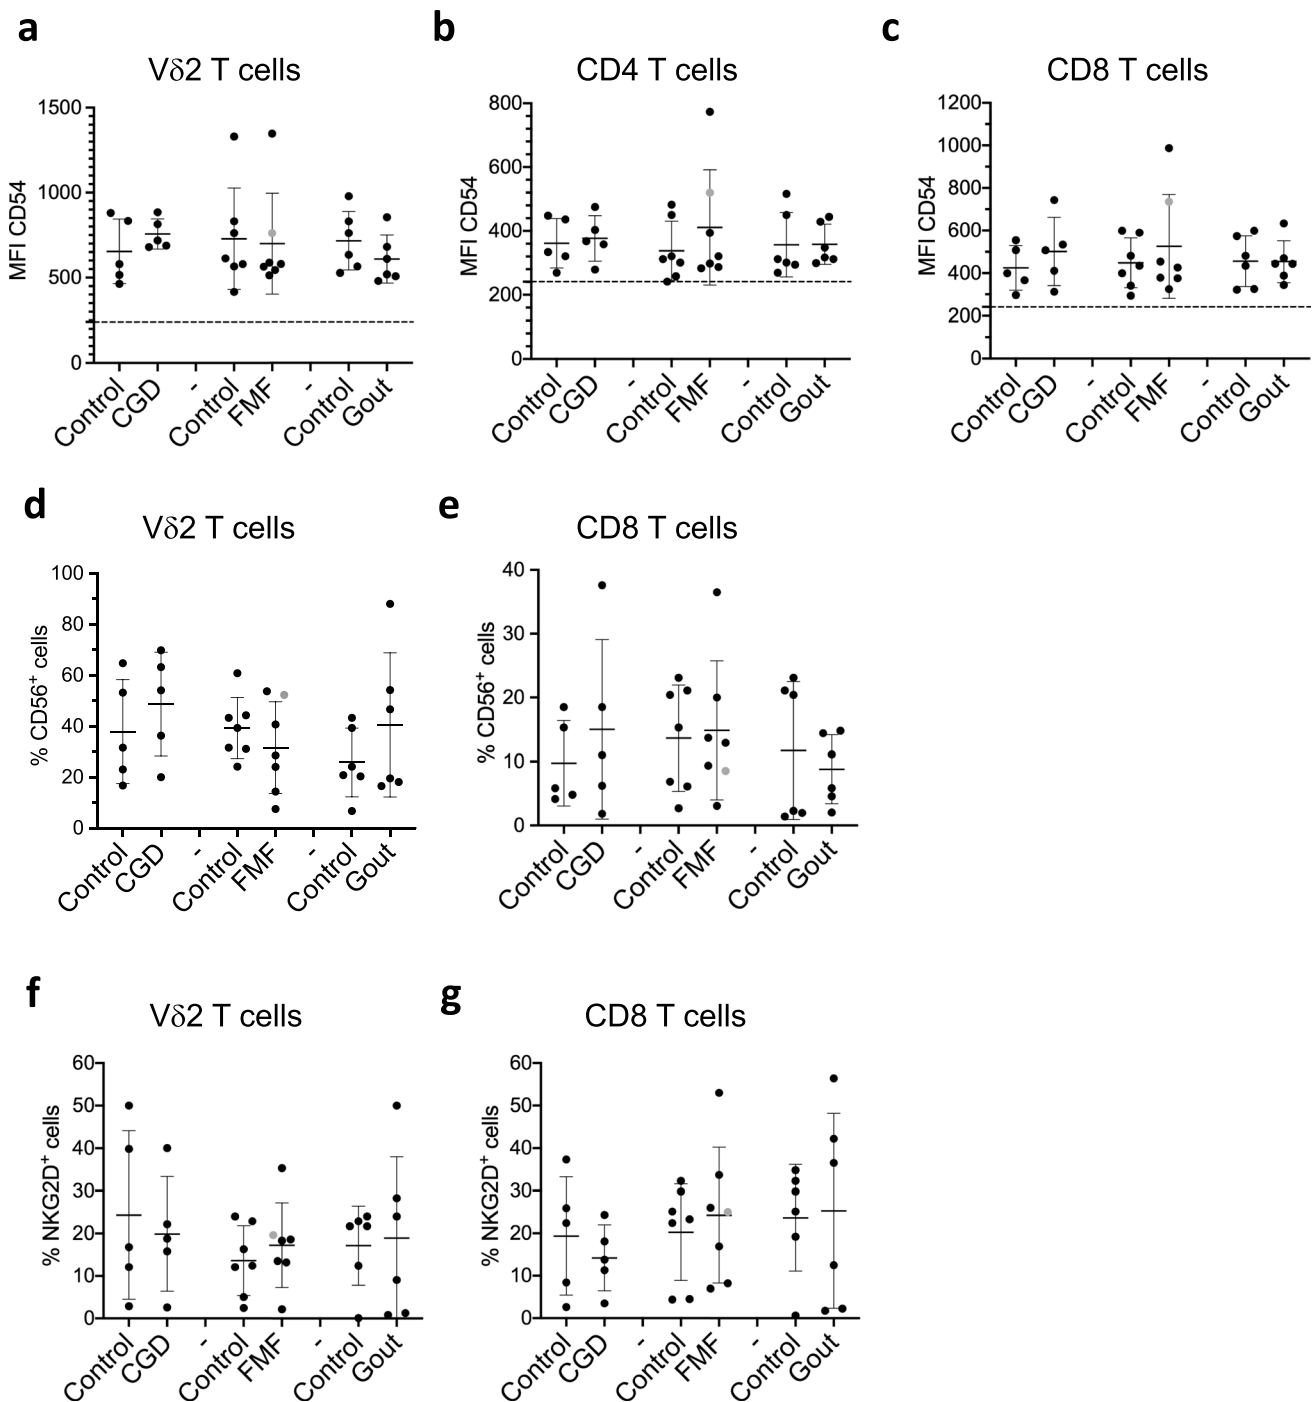 a
Vδ2 T cells
MFI CD54
1500
1000
500
0
Control
CGD
-
Control
FMF
-
Control
Gout
b
CD4 T cells
MFI CD54
800
600
400
200
0
Control
CGD
-
Control
FMF
-
Control
Gout
c
CD8 T cells
MFI CD54
1200
1000
800
600
400
200
0
Control
CGD
-
Control
FMF
-
Control
Gout
d
Vδ2 T cells
% CD56⁺ cells
100
80
60
40
20
0
Control
CGD
-
Control
FMF
-
Control
Gout
e
CD8 T cells
% CD56⁺ cells
40
30
20
10
0
Control
CGD
-
Control
FMF
-
Control
Gout
f
Vδ2 T cells
% NKG2D⁺ cells
60
50
40
30
20
10
0
Control
CGD
-
Control
FMF
-
Control
Gout
g
CD8 T cells
% NKG2D⁺ cells
60
50
40
30
20
10
0
Control
CGD
-
Control
FMF
-
Control
Gout